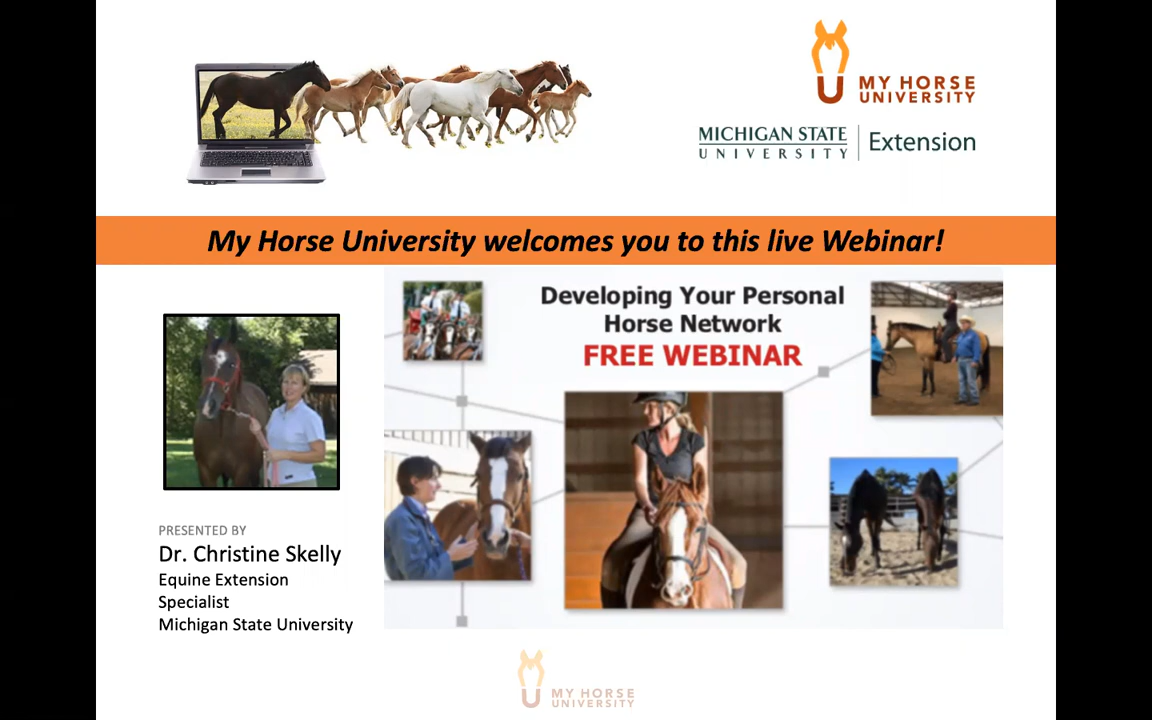 MY HORSE
UNIVERSITY
MICHIGAN STATE
UNIVERSITY
Extension
My Horse University welcomes you to this live Webinar!
Developing Your Personal
Horse Network
FREE WEBINAR
PRESENTED BY
Dr. Christine Skelly
Equine Extension
Specialist
Michigan State University
MY HORSE
UNIVERSITY